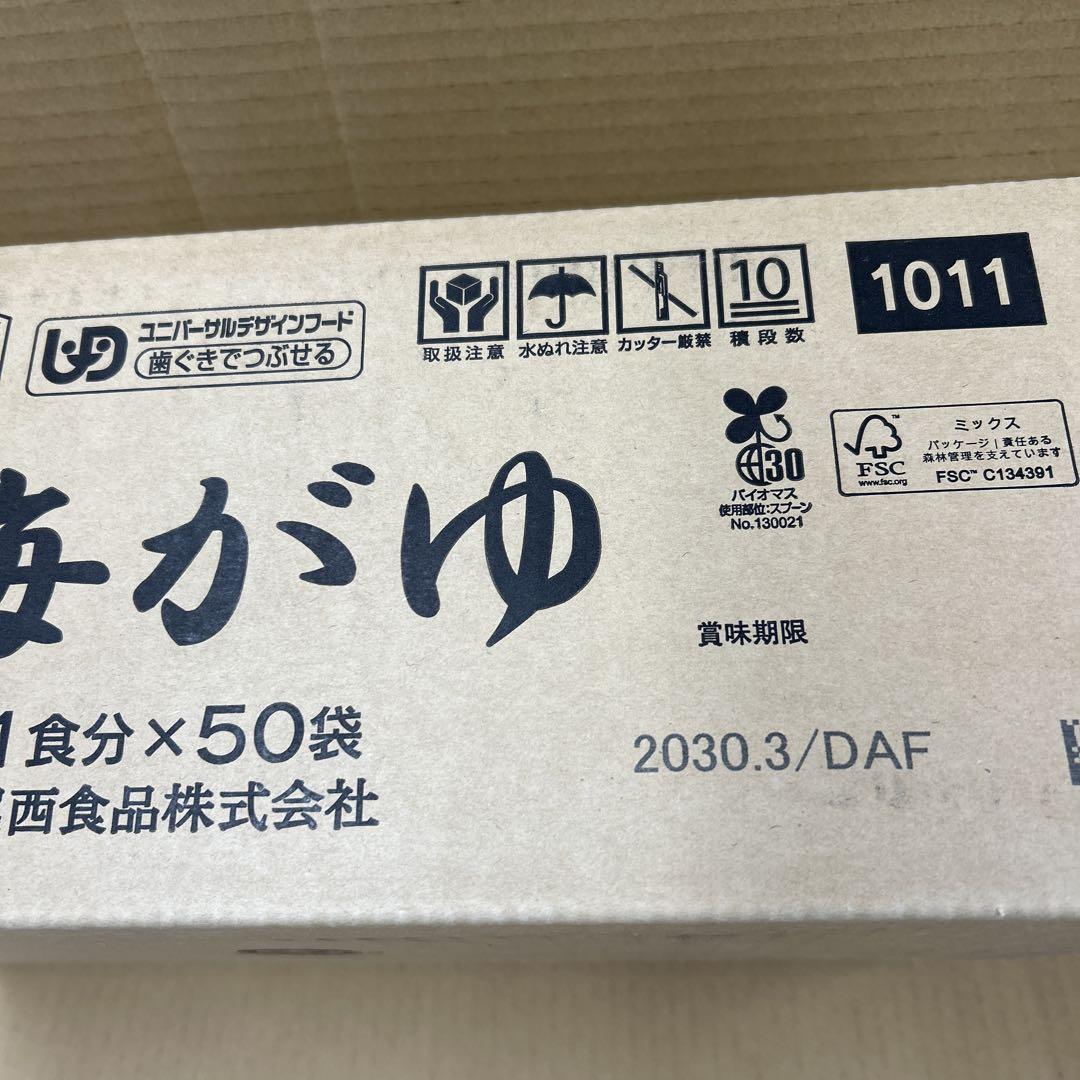 ユニバーサルデザインフード
歯ぐきでつぶせる
取扱注意
水ぬれ注意
カッター厳禁
10
積段数
1011
30
バイオマス
使用部位:スプーン
No.130021
FSC™
www.fsc.org
ミックス
パッケージ|責任ある
森林管理を支えています
FSC™ C134391
梅がゆ
賞味期限
1食分×50袋
2030.3/DAF
西食品株式会社